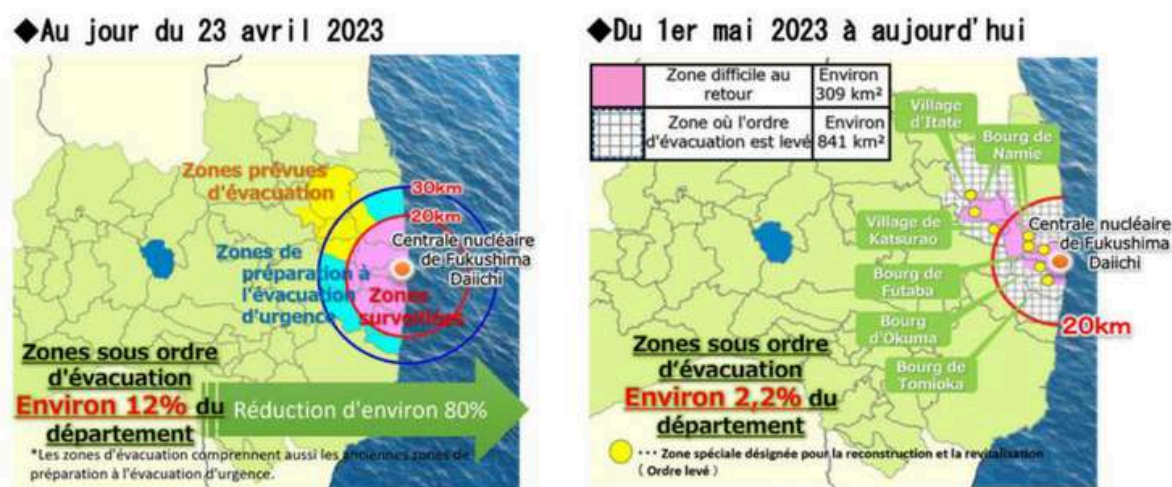 ◆Au jour du 23 avril 2023
Zones prévues
d'évacuation
30km
20km
Centrale nucléaire
de Fukushima
Daiichi
Zones de
préparation à
l'évacuation
d'urgence
Zones
surveillées
Zones sous ordre
d'évacuation
Environ 12% du
département
Réduction d'environ 80%
*Les zones d'évacuation comprennent aussi les anciennes zones de
préparation à l'évacuation d'urgence.
◆Du 1er mai 2023 à aujourd'hui
Zone difficile au
retour
Environ
309 km²
Zone où l'ordre
d'évacuation est levé
Environ
841 km²
Village
d'Itate
Bourg de
Namie
Village de
Katsurao
Centrale nucléaire
de Fukushima
Daiichi
Bourg de
Futaba
Bourg
d'Okuma
Bourg de
Tomioka
20km
Zones sous ordre
d'évacuation
Environ 2,2% du
département
･･･ Zone spéciale désignée pour la reconstruction et la revitalisation
( Ordre levé )